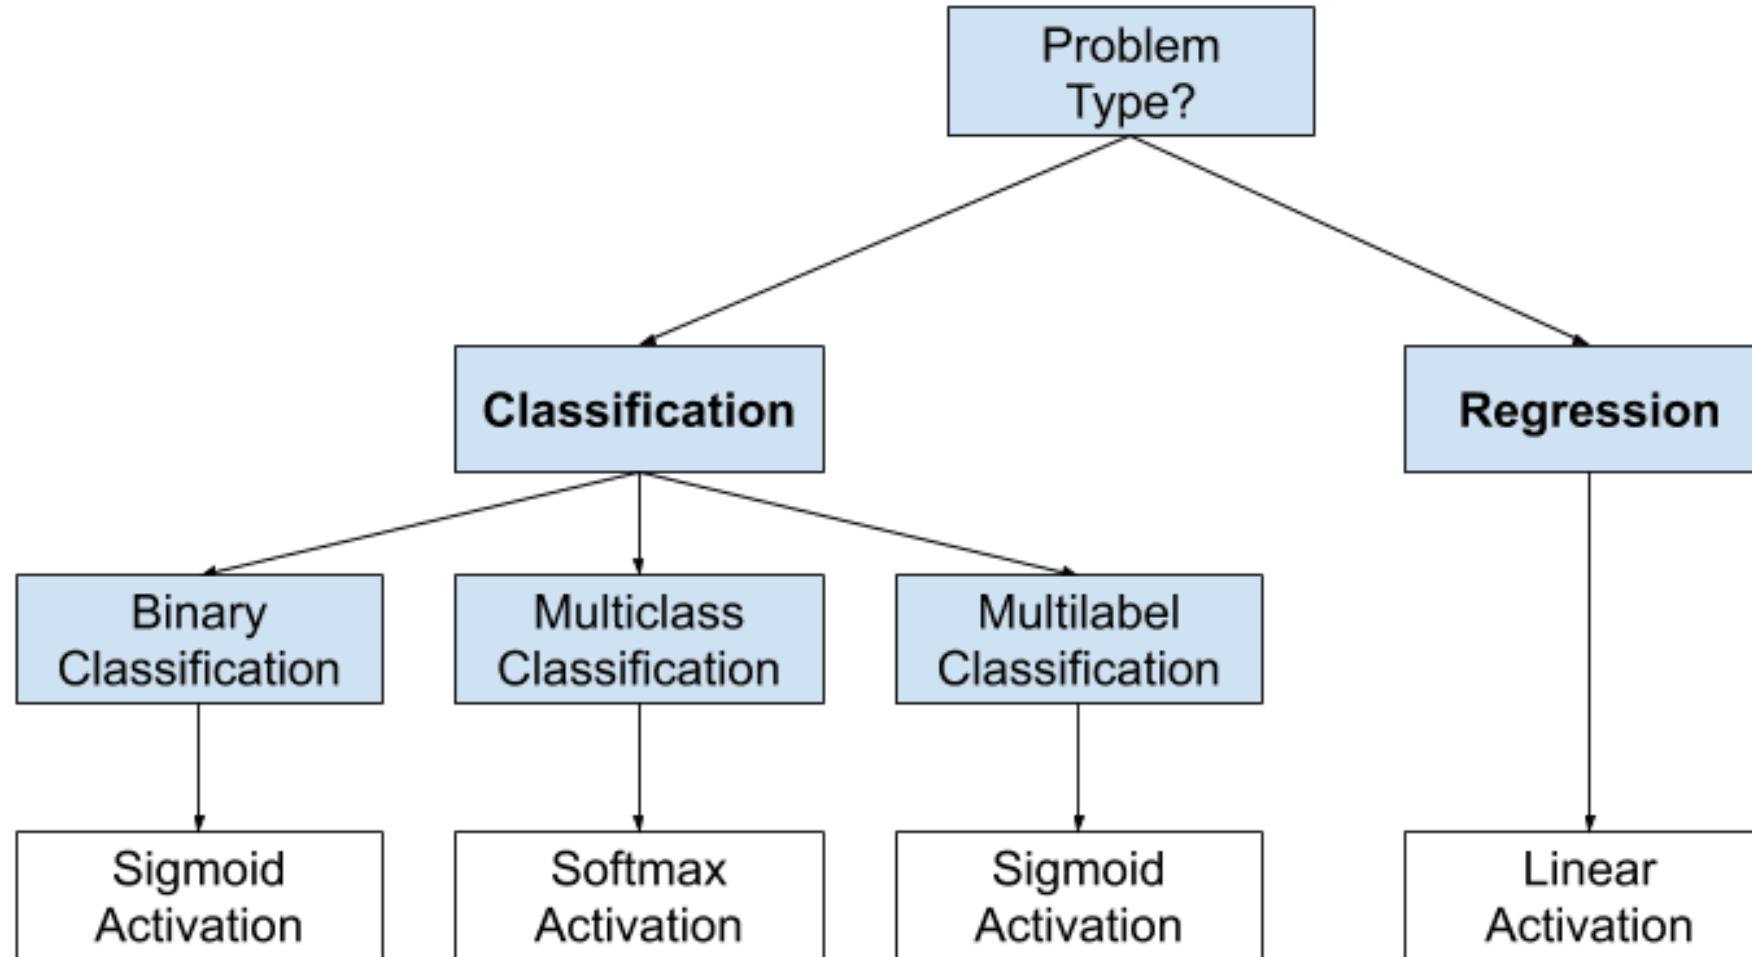 Problem
Type?
Classification
Regression
Binary
Classification
Multiclass
Classification
Multilabel
Classification
Sigmoid
Activation
Softmax
Activation
Sigmoid
Activation
Linear
Activation